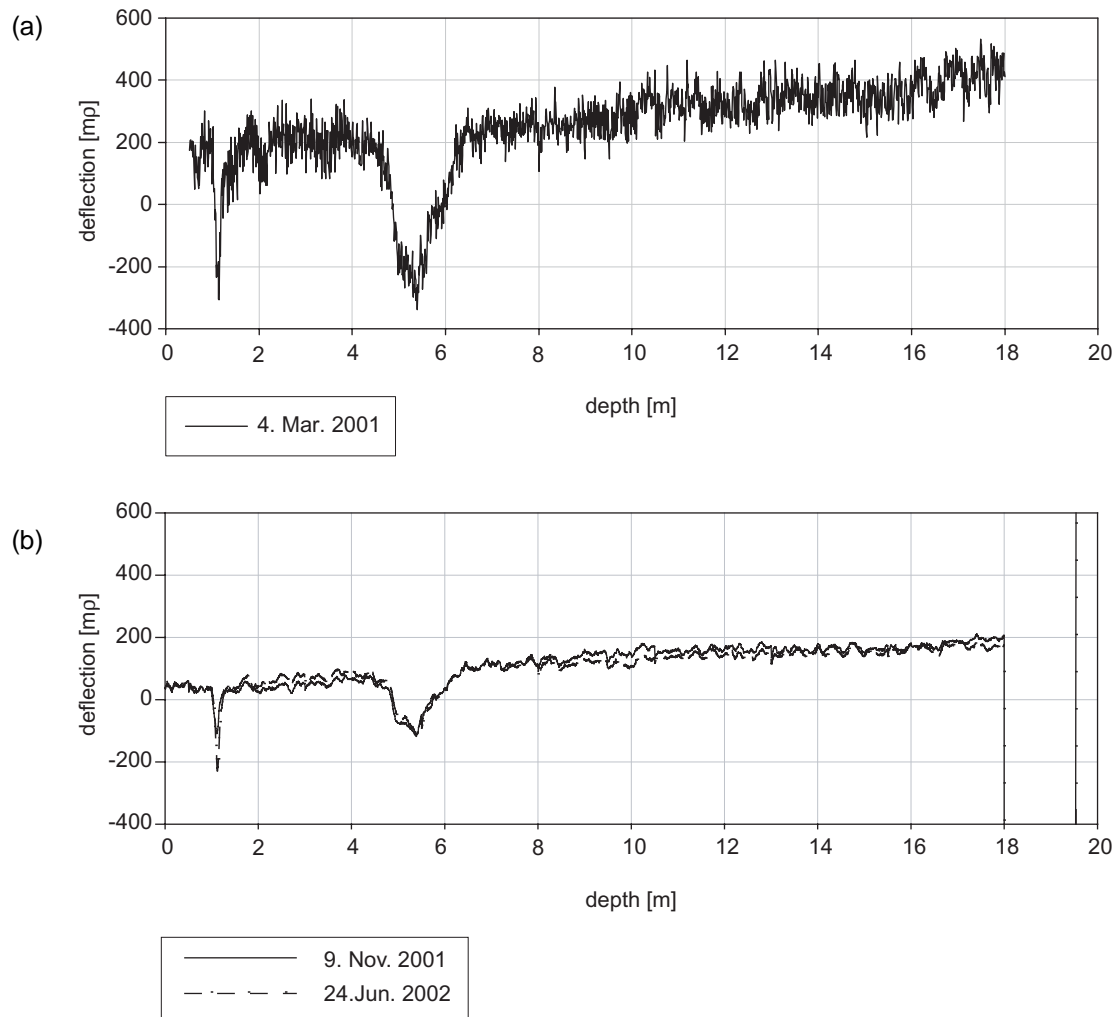 (a)
600
400
200
0
-200
-400
deflection [mρ]
0 2 4 6 8 10 12 14 16 18 20
depth [m]
4. Mar. 2001
(b)
600
400
200
0
-200
-400
deflection [mρ]
0 2 4 6 8 10 12 14 16 18 20
depth [m]
9. Nov. 2001
24.Jun. 2002